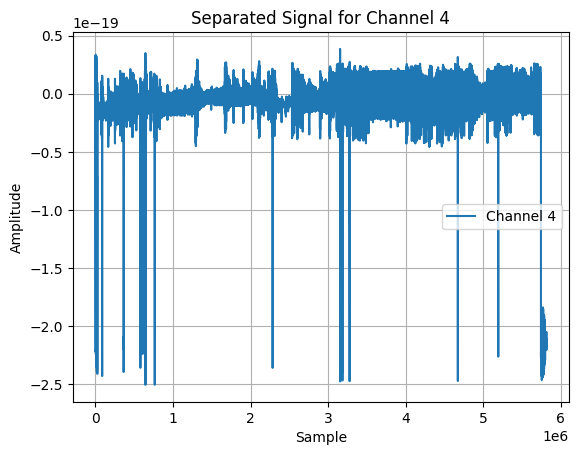 Separated Signal for Channel 4
1e−19
0.5
0.0
−0.5
−1.0
−1.5
−2.0
−2.5
Amplitude
Channel 4
0 1 2 3 4 5 6
1e6
Sample